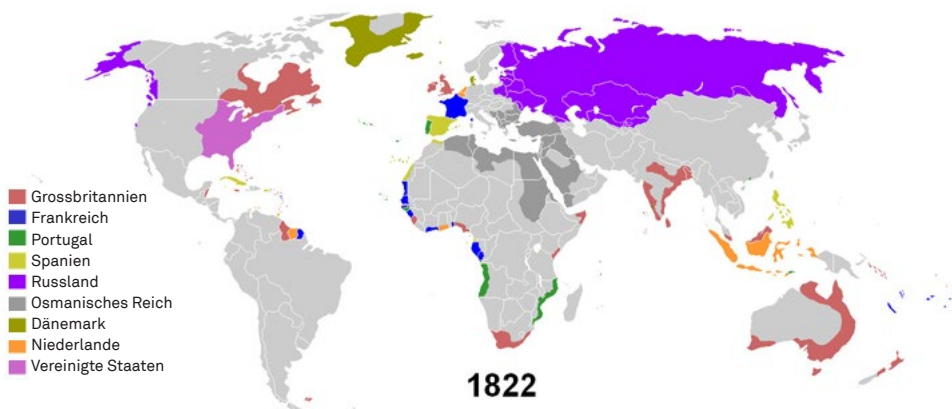 Grossbritannien
Frankreich
Portugal
Spanien
Russland
Osmanisches Reich
Dänemark
Niederlande
Vereinigte Staaten
1822